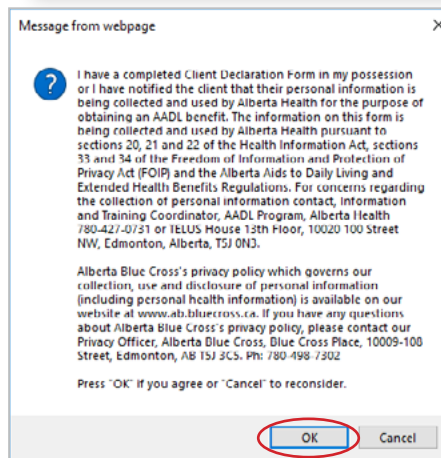 Message from webpage
I have a completed Client Declaration Form in my possession
or I have notified the client that their personal information is
being collected and used by Alberta Health for the purpose of
obtaining an AADL benefit. The information on this form is
being collected and used by Alberta Health pursuant to
sections 20, 21 and 22 of the Health Information Act, sections
33 and 34 of the Freedom of Information and Protection of
Privacy Act (FOIP) and the Alberta Aids to Daily Living and
Extended Health Benefits Regulations. For concerns regarding
the collection of personal information contact, Information
and Training Coordinator, AADL Program, Alberta Health
780-427-0731 or TELUS House 13th Floor, 10020 100 Street
NW, Edmonton, Alberta, T5J 0N3.
Alberta Blue Cross's privacy policy which governs our
collection, use and disclosure of personal information
(including personal health information) is available on our
website at www.ab.bluecross.ca. If you have any questions
about Alberta Blue Cross's privacy policy, please contact our
Privacy Officer, Alberta Blue Cross, Blue Cross Place, 10009-108
Street, Edmonton, AB T5J 3C5. Ph: 780-498-7302
Press "OK" if you agree or "Cancel" to reconsider.
OK
Cancel